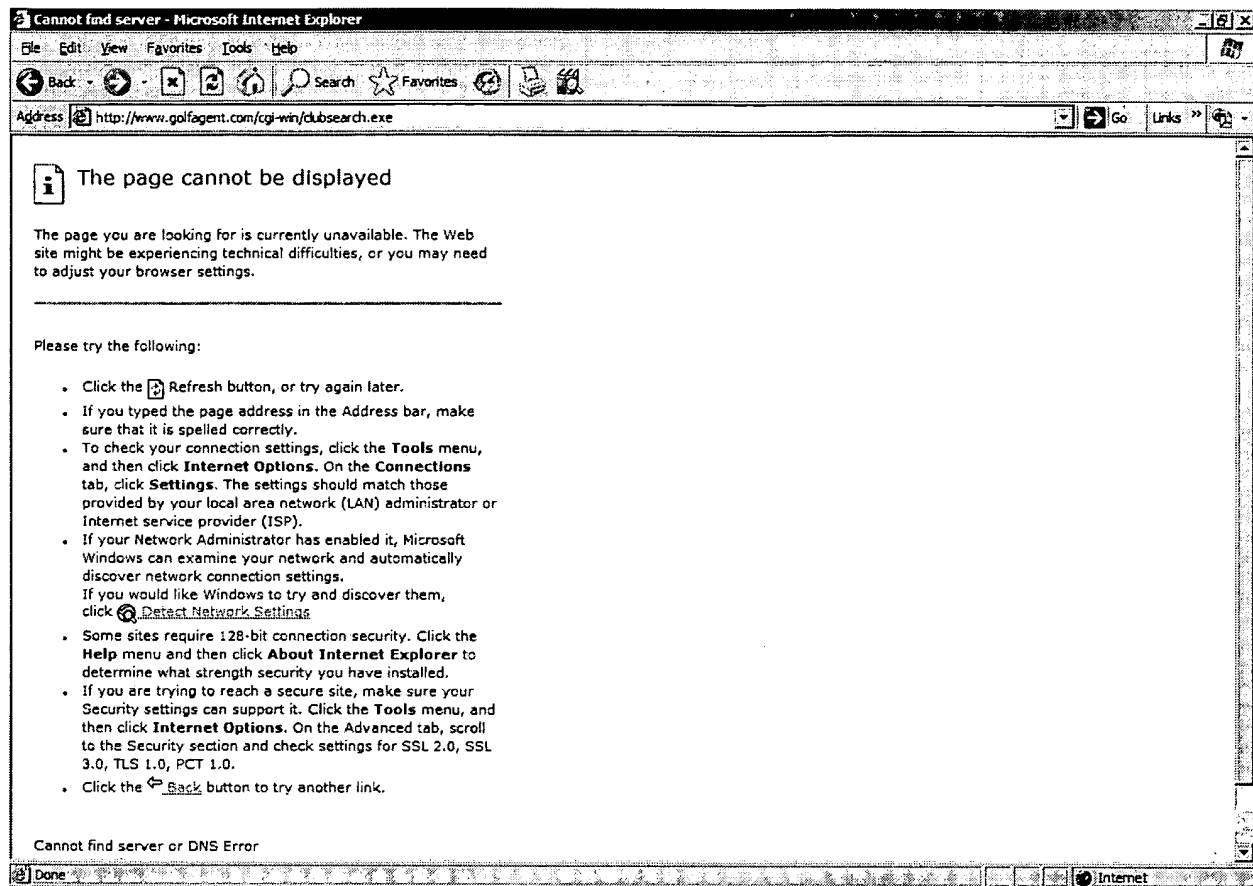 Cannot find server - Microsoft Internet Explorer
File Edit View Favorites Tools Help
Back Search Favorites
Address http://www.golfagent.com/cgi-win/clubsearch.exe Go Links »
The page cannot be displayed
The page you are looking for is currently unavailable. The Web
site might be experiencing technical difficulties, or you may need
to adjust your browser settings.
Please try the following:
• Click the Refresh button, or try again later.
• If you typed the page address in the Address bar, make
sure that it is spelled correctly.
• To check your connection settings, click the Tools menu,
and then click Internet Options. On the Connections
tab, click Settings. The settings should match those
provided by your local area network (LAN) administrator or
Internet service provider (ISP).
• If your Network Administrator has enabled it, Microsoft
Windows can examine your network and automatically
discover network connection settings.
If you would like Windows to try and discover them,
click Detect Network Settings
• Some sites require 128-bit connection security. Click the
Help menu and then click About Internet Explorer to
determine what strength security you have installed.
• If you are trying to reach a secure site, make sure your
Security settings can support it. Click the Tools menu, and
then click Internet Options. On the Advanced tab, scroll
to the Security section and check settings for SSL 2.0, SSL
3.0, TLS 1.0, PCT 1.0.
• Click the Back button to try another link.
Cannot find server or DNS Error
Done Internet